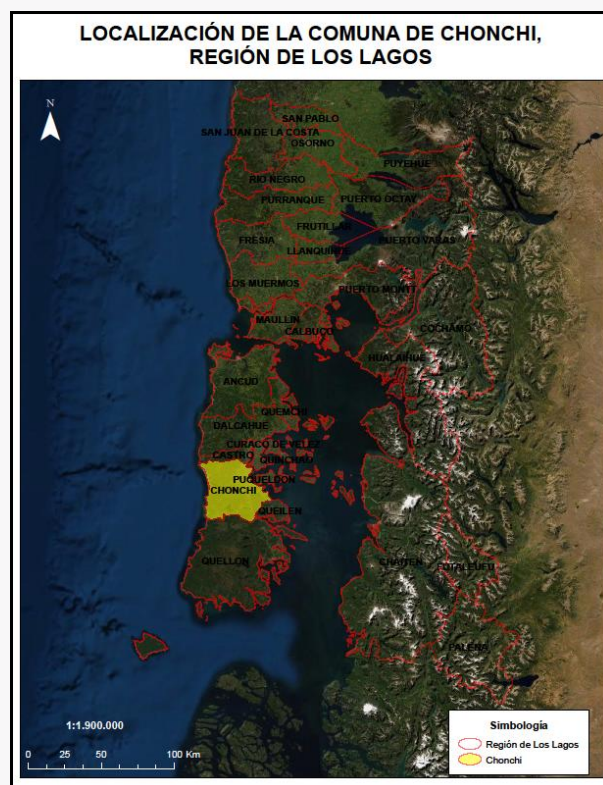 LOCALIZACIÓN DE LA COMUNA DE CHONCHI,
REGIÓN DE LOS LAGOS
N
SAN PABLO
SAN JUAN DE LA COSTA
OSORNO
PUYEHUE
RIO NEGRO
PURRANQUE
PUERTO OCTAY
FRUTILLAR
FRESIA
PUERTO VARAS
LLANQUIHUE
LOS MUERMOS
PUERTO MONTT
MAULLIN
CALBUCO
COCHAMO
HUALAIHUE
ANCUD
QUEMCHI
DALCAHUE
CURACO DE VELEZ
CASTRO
QUINCHAO
PUQUELDON
CHONCHI
QUEILEN
QUELLON
CHAITEN
FUTALEUFU
PALENA
1:1.900.000
0 25 50 100 Km
Simbología
Región de Los Lagos
Chonchi